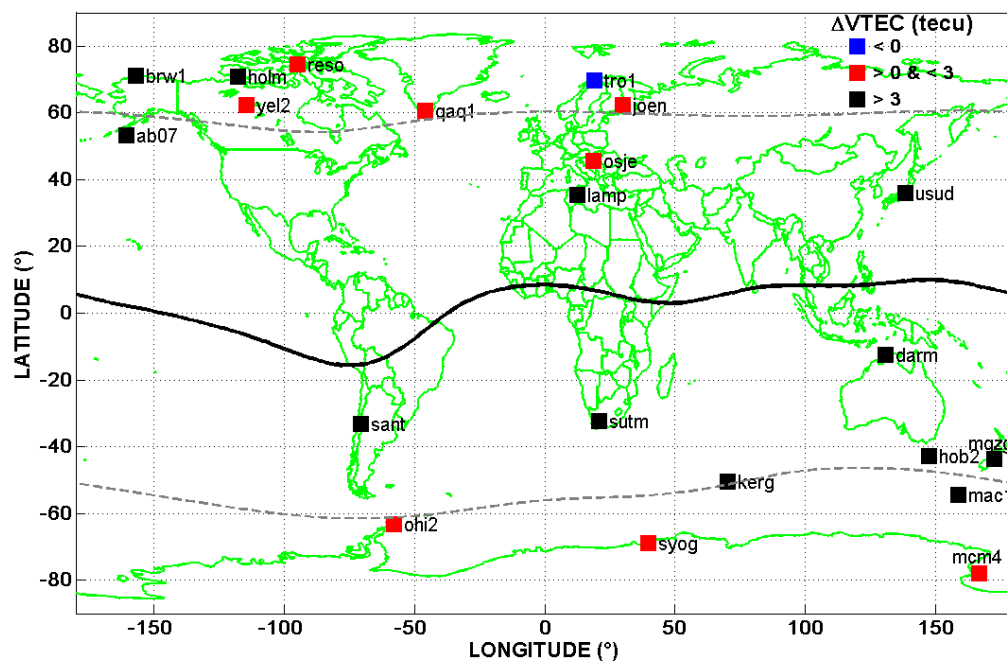 ΔVTEC (tecu)
< 0
> 0 & < 3
> 3
80
60
40
20
0
-20
-40
-60
-80
LATITUDE (°)
brw1
holm
reso
tro1
yel2
qaq1
joen
ab07
osje
lamp
usud
darm
sant
sutm
hob2
mqzg
kerg
mac1
ohi2
syog
mcm4
-150
-100
-50
0
50
100
150
LONGITUDE (°)